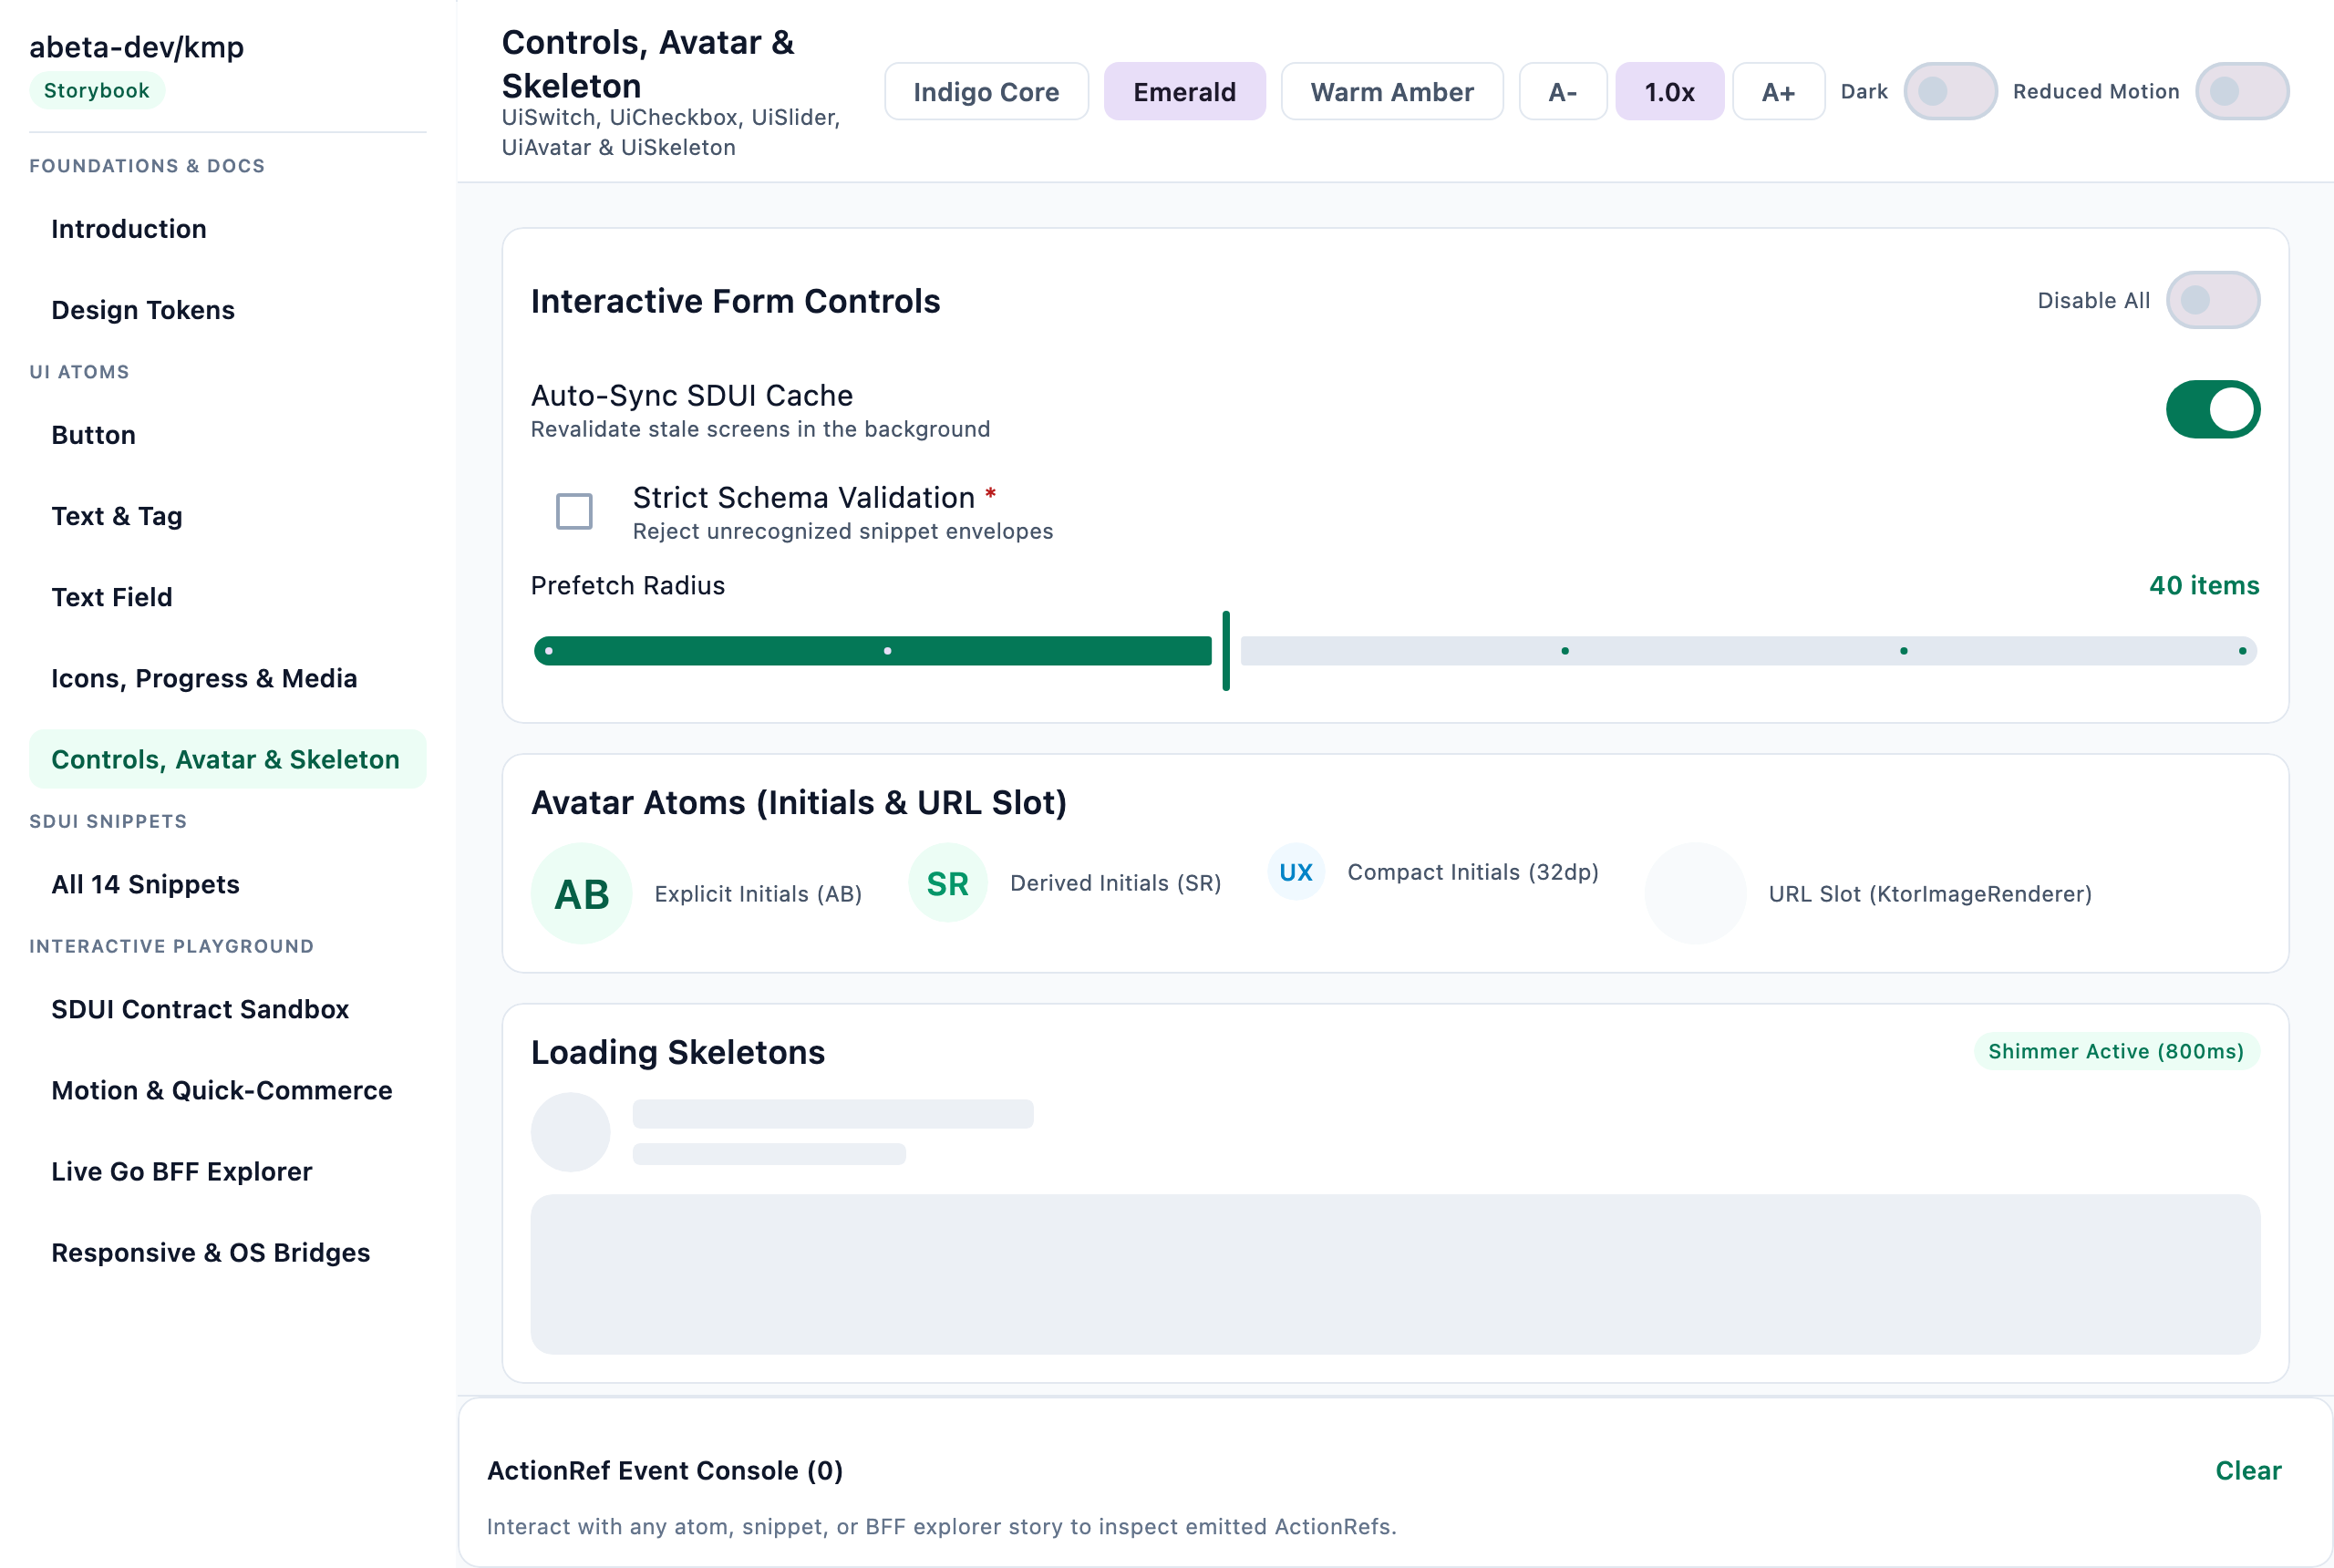 abeta-dev/kmp
Storybook
FOUNDATIONS & DOCS
Introduction
Design Tokens
UI ATOMS
Button
Text & Tag
Text Field
Icons, Progress & Media
Controls, Avatar & Skeleton
SDUI SNIPPETS
All 14 Snippets
INTERACTIVE PLAYGROUND
SDUI Contract Sandbox
Motion & Quick-Commerce
Live Go BFF Explorer
Responsive & OS Bridges
Controls, Avatar &
Skeleton
UiSwitch, UiCheckbox, UiSlider,
UiAvatar & UiSkeleton
Indigo Core
Emerald
Warm Amber
A-
1.0x
A+
Dark
Reduced Motion
Interactive Form Controls
Disable All
Auto-Sync SDUI Cache
Revalidate stale screens in the background
Strict Schema Validation *
Reject unrecognized snippet envelopes
Prefetch Radius
40 items
Avatar Atoms (Initials & URL Slot)
AB
Explicit Initials (AB)
SR
Derived Initials (SR)
UX
Compact Initials (32dp)
URL Slot (KtorImageRenderer)
Loading Skeletons
Shimmer Active (800ms)
ActionRef Event Console (0)
Clear
Interact with any atom, snippet, or BFF explorer story to inspect emitted ActionRefs.